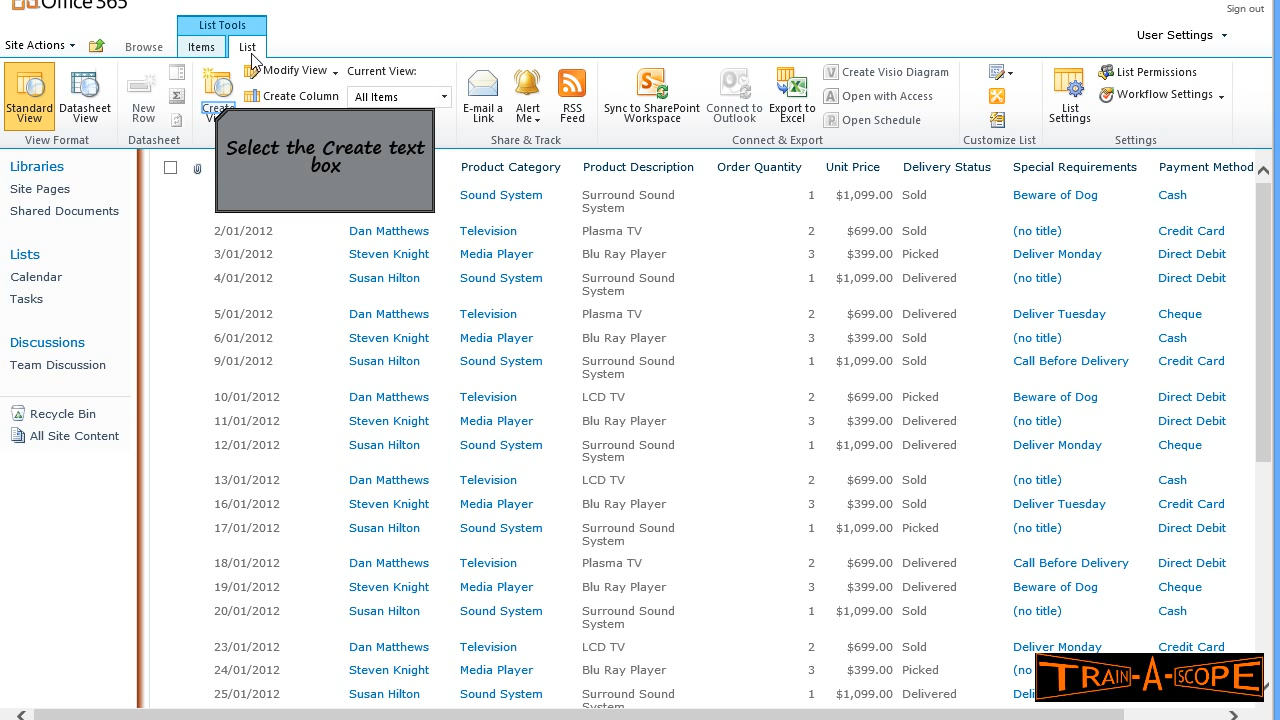 Office 365
Sign out
List Tools
Site Actions
Browse
Items
List
User Settings
Standard View
Datasheet View
View Format
New Row
Datasheet
Create
Modify View
Create Column
Current View:
All Items
E-mail a Link
Alert Me
RSS Feed
Share & Track
Sync to SharePoint Workspace
Connect to Outlook
Export to Excel
Create Visio Diagram
Open with Access
Open Schedule
Connect & Export
Customize List
List Settings
List Permissions
Workflow Settings
Settings
Select the Create text
box
Libraries
Site Pages
Shared Documents
Lists
Calendar
Tasks
Discussions
Team Discussion
Recycle Bin
All Site Content
Product Category Product Description Order Quantity Unit Price Delivery Status Special Requirements Payment Method
Sound System Surround Sound System 1 $1,099.00 Sold Beware of Dog Cash
2/01/2012 Dan Matthews Television Plasma TV 2 $699.00 Sold (no title) Credit Card
3/01/2012 Steven Knight Media Player Blu Ray Player 3 $399.00 Picked Deliver Monday Direct Debit
4/01/2012 Susan Hilton Sound System Surround Sound System 1 $1,099.00 Delivered (no title) Direct Debit
5/01/2012 Dan Matthews Television Plasma TV 2 $699.00 Delivered Deliver Tuesday Cheque
6/01/2012 Steven Knight Media Player Blu Ray Player 3 $399.00 Sold (no title) Cash
9/01/2012 Susan Hilton Sound System Surround Sound System 1 $1,099.00 Sold Call Before Delivery Credit Card
10/01/2012 Dan Matthews Television LCD TV 2 $699.00 Picked Beware of Dog Direct Debit
11/01/2012 Steven Knight Media Player Blu Ray Player 3 $399.00 Sold (no title) Direct Debit
12/01/2012 Susan Hilton Sound System Surround Sound System 1 $1,099.00 Delivered Deliver Monday Cheque
13/01/2012 Dan Matthews Television LCD TV 2 $699.00 Sold (no title) Cash
16/01/2012 Steven Knight Media Player Blu Ray Player 3 $399.00 Sold Deliver Tuesday Credit Card
17/01/2012 Susan Hilton Sound System Surround Sound System 1 $1,099.00 Picked (no title) Direct Debit
18/01/2012 Dan Matthews Television Plasma TV 2 $699.00 Delivered Call Before Delivery Direct Debit
19/01/2012 Steven Knight Media Player Blu Ray Player 3 $399.00 Delivered Beware of Dog Cheque
20/01/2012 Susan Hilton Sound System Surround Sound System 1 $1,099.00 Sold (no title) Cash
23/01/2012 Dan Matthews Television LCD TV 2 $699.00 Sold Deliver Monday Credit Card
24/01/2012 Steven Knight Media Player Blu Ray Player 3 $399.00 Picked (no
25/01/2012 Susan Hilton Sound System Surround Sound System 1 $1,099.00 Delivered
TRAIN-A-SCOPE